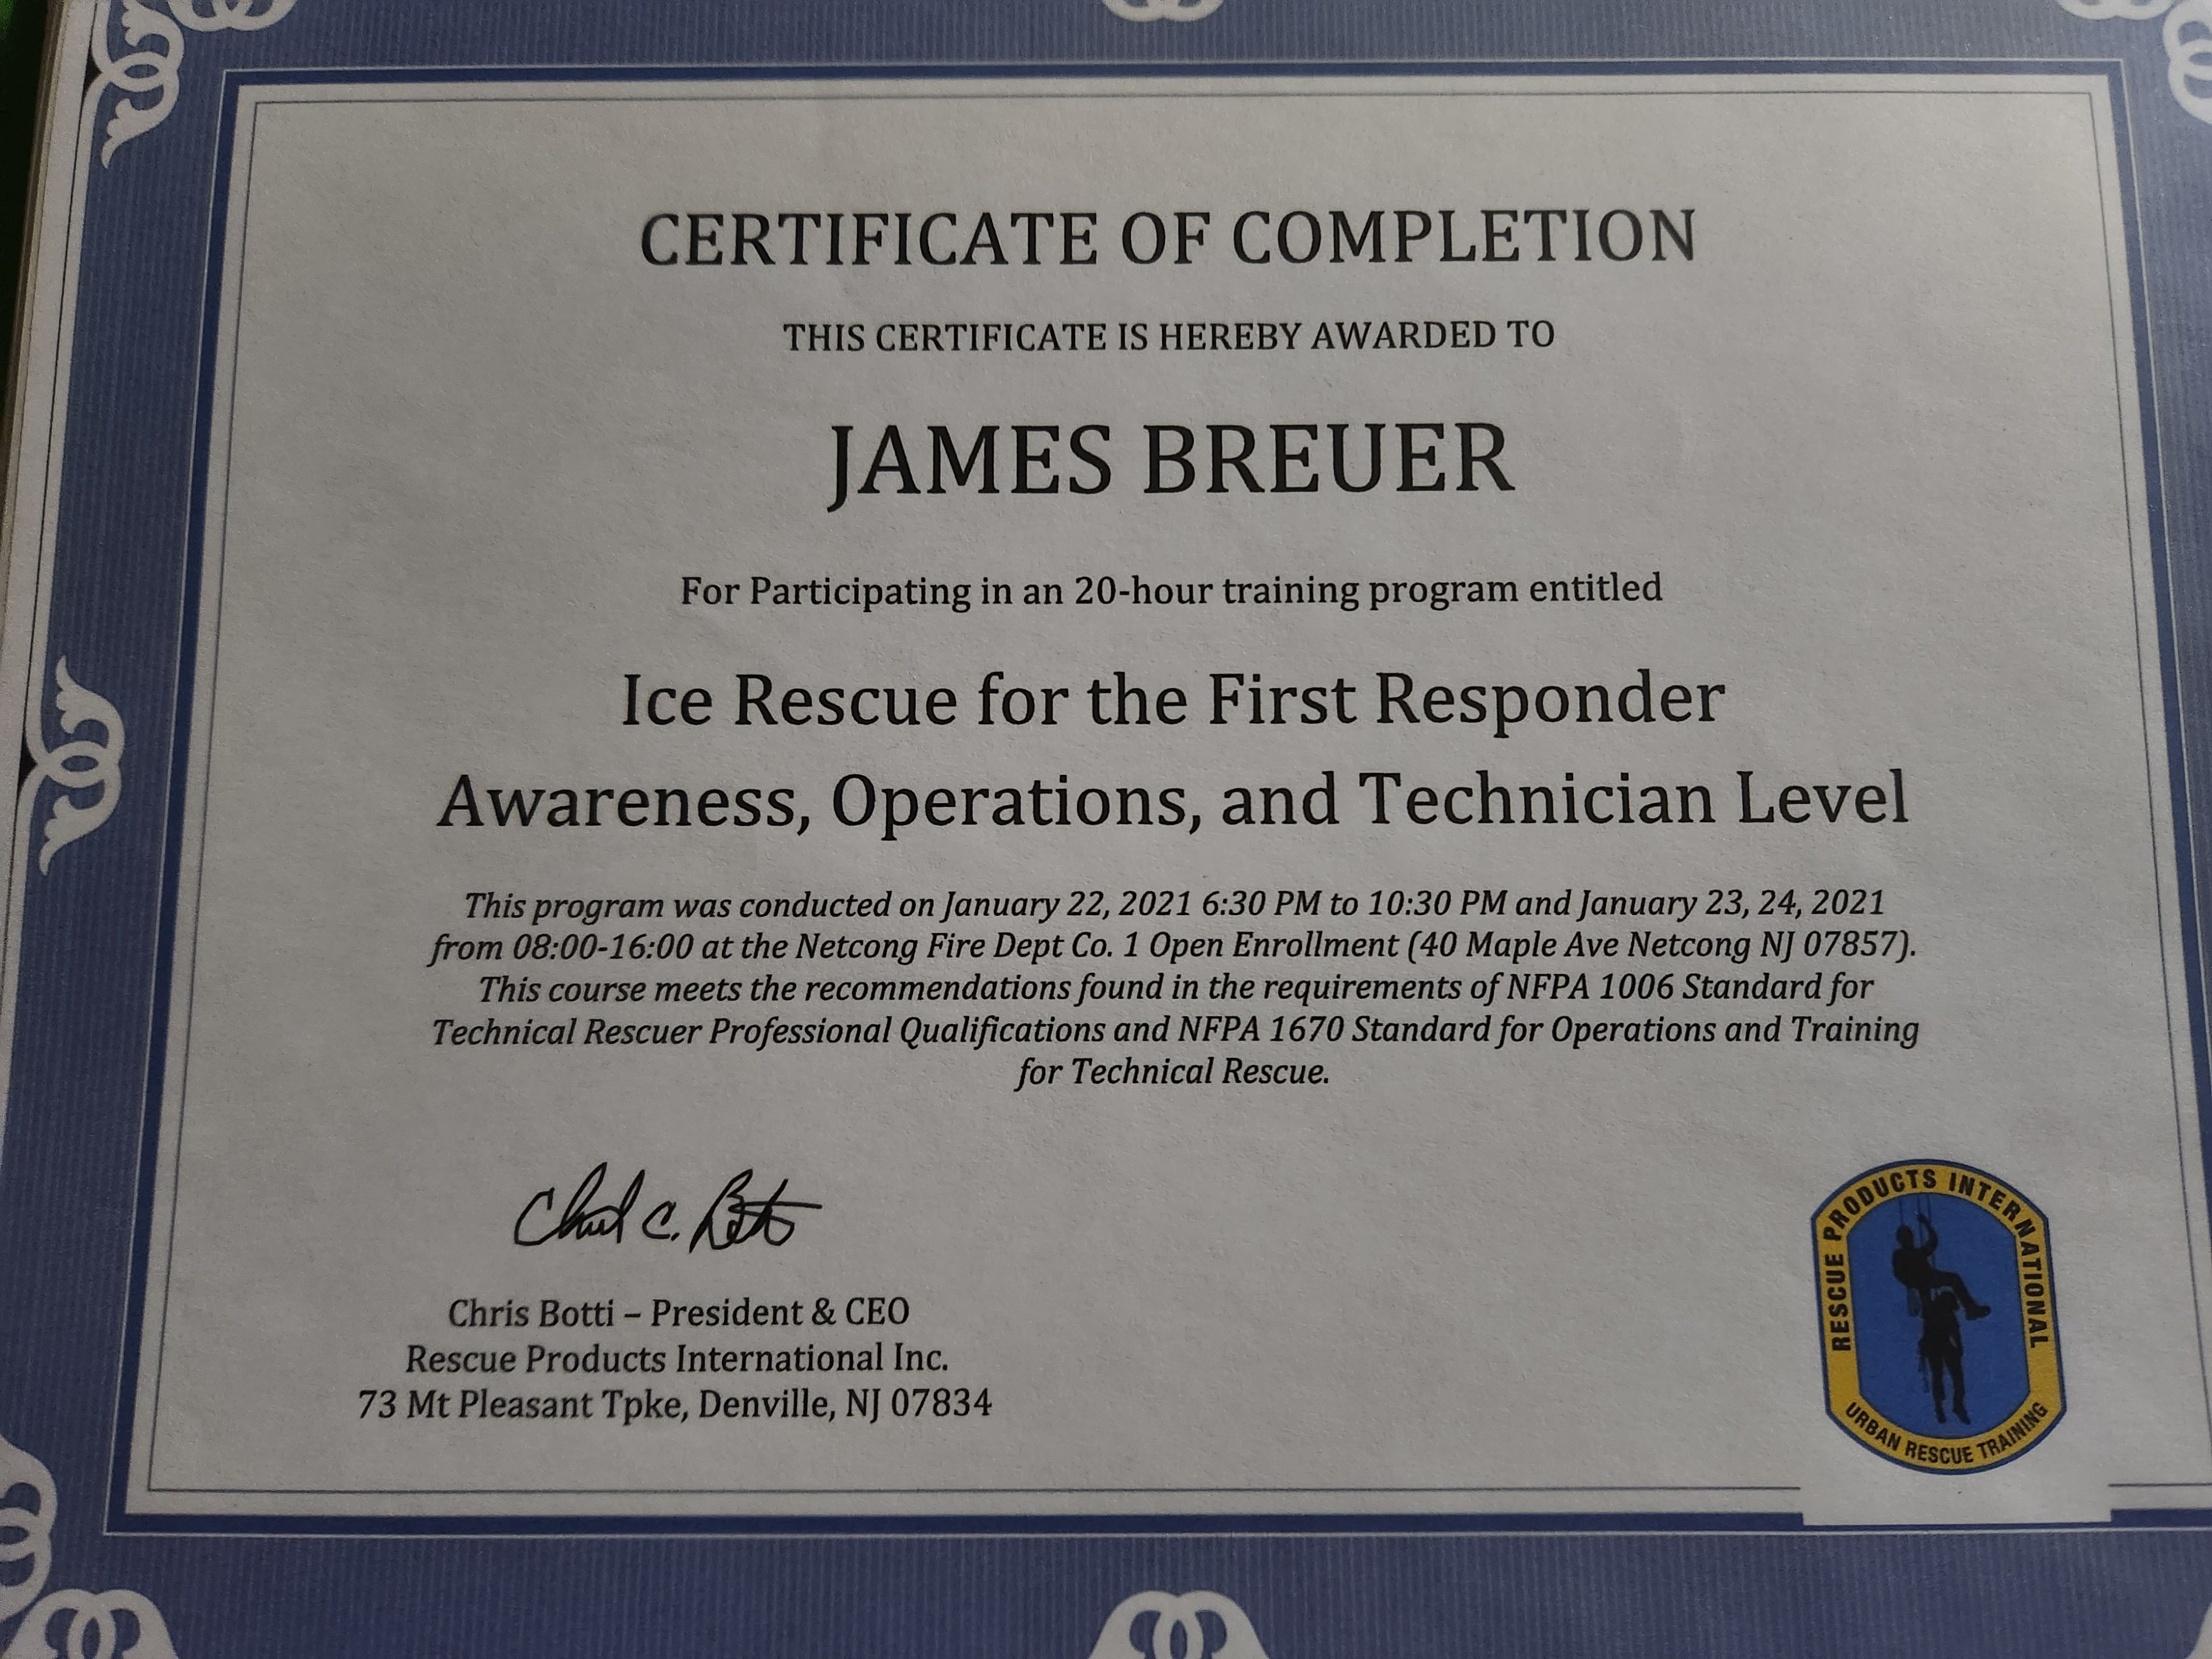 CERTIFICATE OF COMPLETION
THIS CERTIFICATE IS HEREBY AWARDED TO
JAMES BREUER
For Participating in an 20-hour training program entitled
Ice Rescue for the First Responder
Awareness, Operations, and Technician Level
This program was conducted on January 22, 2021 6:30 PM to 10:30 PM and January 23, 24, 2021
from 08:00-16:00 at the Netcong Fire Dept Co. 1 Open Enrollment (40 Maple Ave Netcong NJ 07857).
This course meets the recommendations found in the requirements of NFPA 1006 Standard for
Technical Rescuer Professional Qualifications and NFPA 1670 Standard for Operations and Training
for Technical Rescue.
Chris Botti – President & CEO
Rescue Products International Inc.
73 Mt Pleasant Tpke, Denville, NJ 07834
RESCUE PRODUCTS INTERNATIONAL
URBAN RESCUE TRAINING